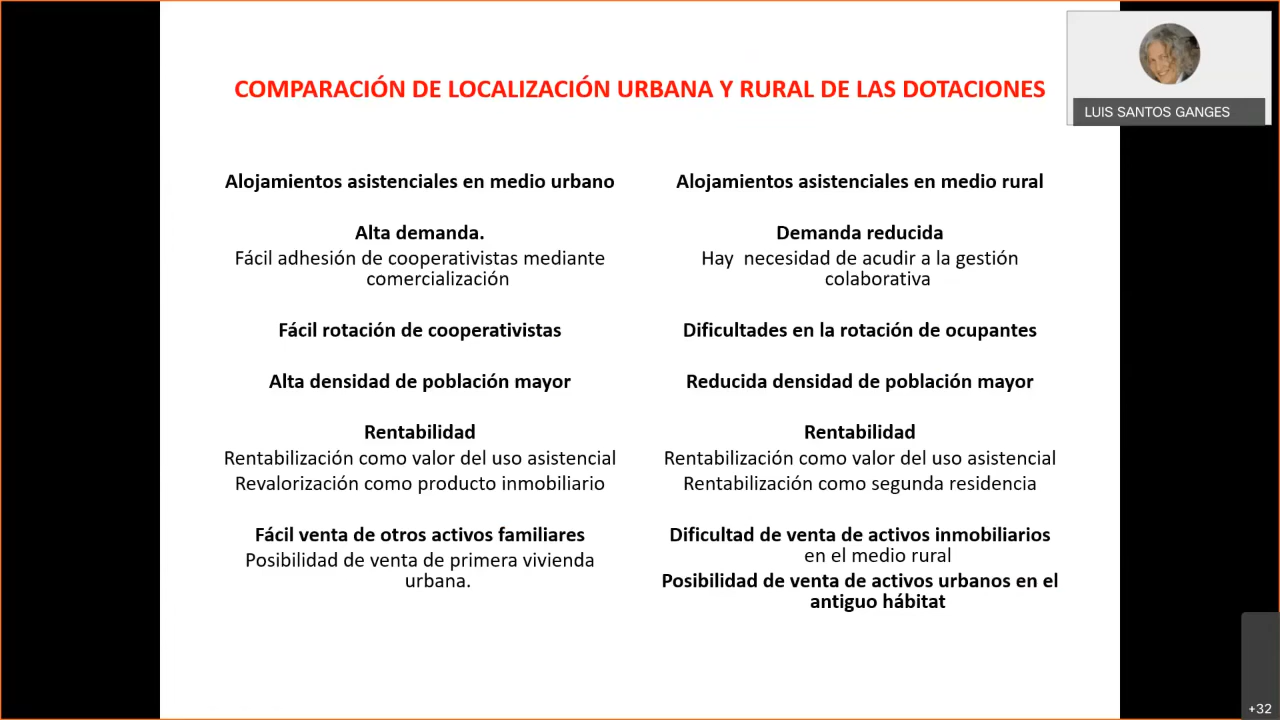 COMPARACIÓN DE LOCALIZACIÓN URBANA Y RURAL DE LAS DOTACIONES
LUIS SANTOS GANGES
Alojamientos asistenciales en medio urbano
Alta demanda.
Fácil adhesión de cooperativistas mediante
comercialización
Fácil rotación de cooperativistas
Alta densidad de población mayor
Rentabilidad
Rentabilización como valor del uso asistencial
Revalorización como producto inmobiliario
Fácil venta de otros activos familiares
Posibilidad de venta de primera vivienda
urbana.
Alojamientos asistenciales en medio rural
Demanda reducida
Hay  necesidad de acudir a la gestión
colaborativa
Dificultades en la rotación de ocupantes
Reducida densidad de población mayor
Rentabilidad
Rentabilización como valor del uso asistencial
Rentabilización como segunda residencia
Dificultad de venta de activos inmobiliarios
en el medio rural
Posibilidad de venta de activos urbanos en el
antiguo hábitat
+32